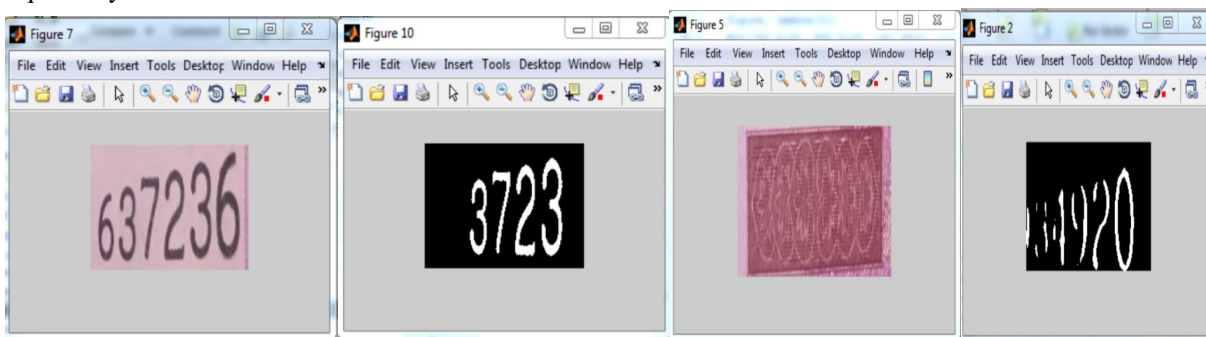 Figure 7
File Edit View Insert Tools Desktop Window Help
637236
Figure 10
File Edit View Insert Tools Desktop Window Help
3723
Figure 5
File Edit View Insert Tools Desktop Window Help
Figure 2
File Edit View Insert Tools Desktop Window Help
4920